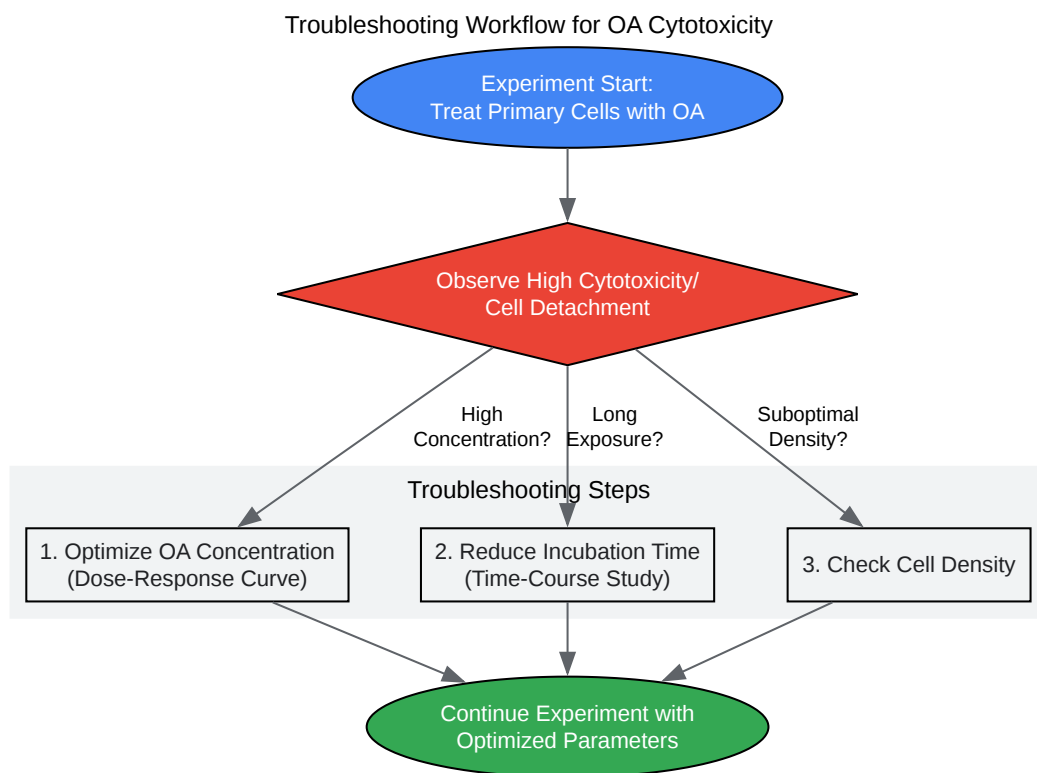 Troubleshooting Workflow for OA Cytotoxicity
Experiment Start:
Treat Primary Cells with OA
Observe High Cytotoxicity/
Cell Detachment
High
Concentration?
Long
Exposure?
Suboptimal
Density?
Troubleshooting Steps
1. Optimize OA Concentration
(Dose-Response Curve)
2. Reduce Incubation Time
(Time-Course Study)
3. Check Cell Density
Continue Experiment with
Optimized Parameters